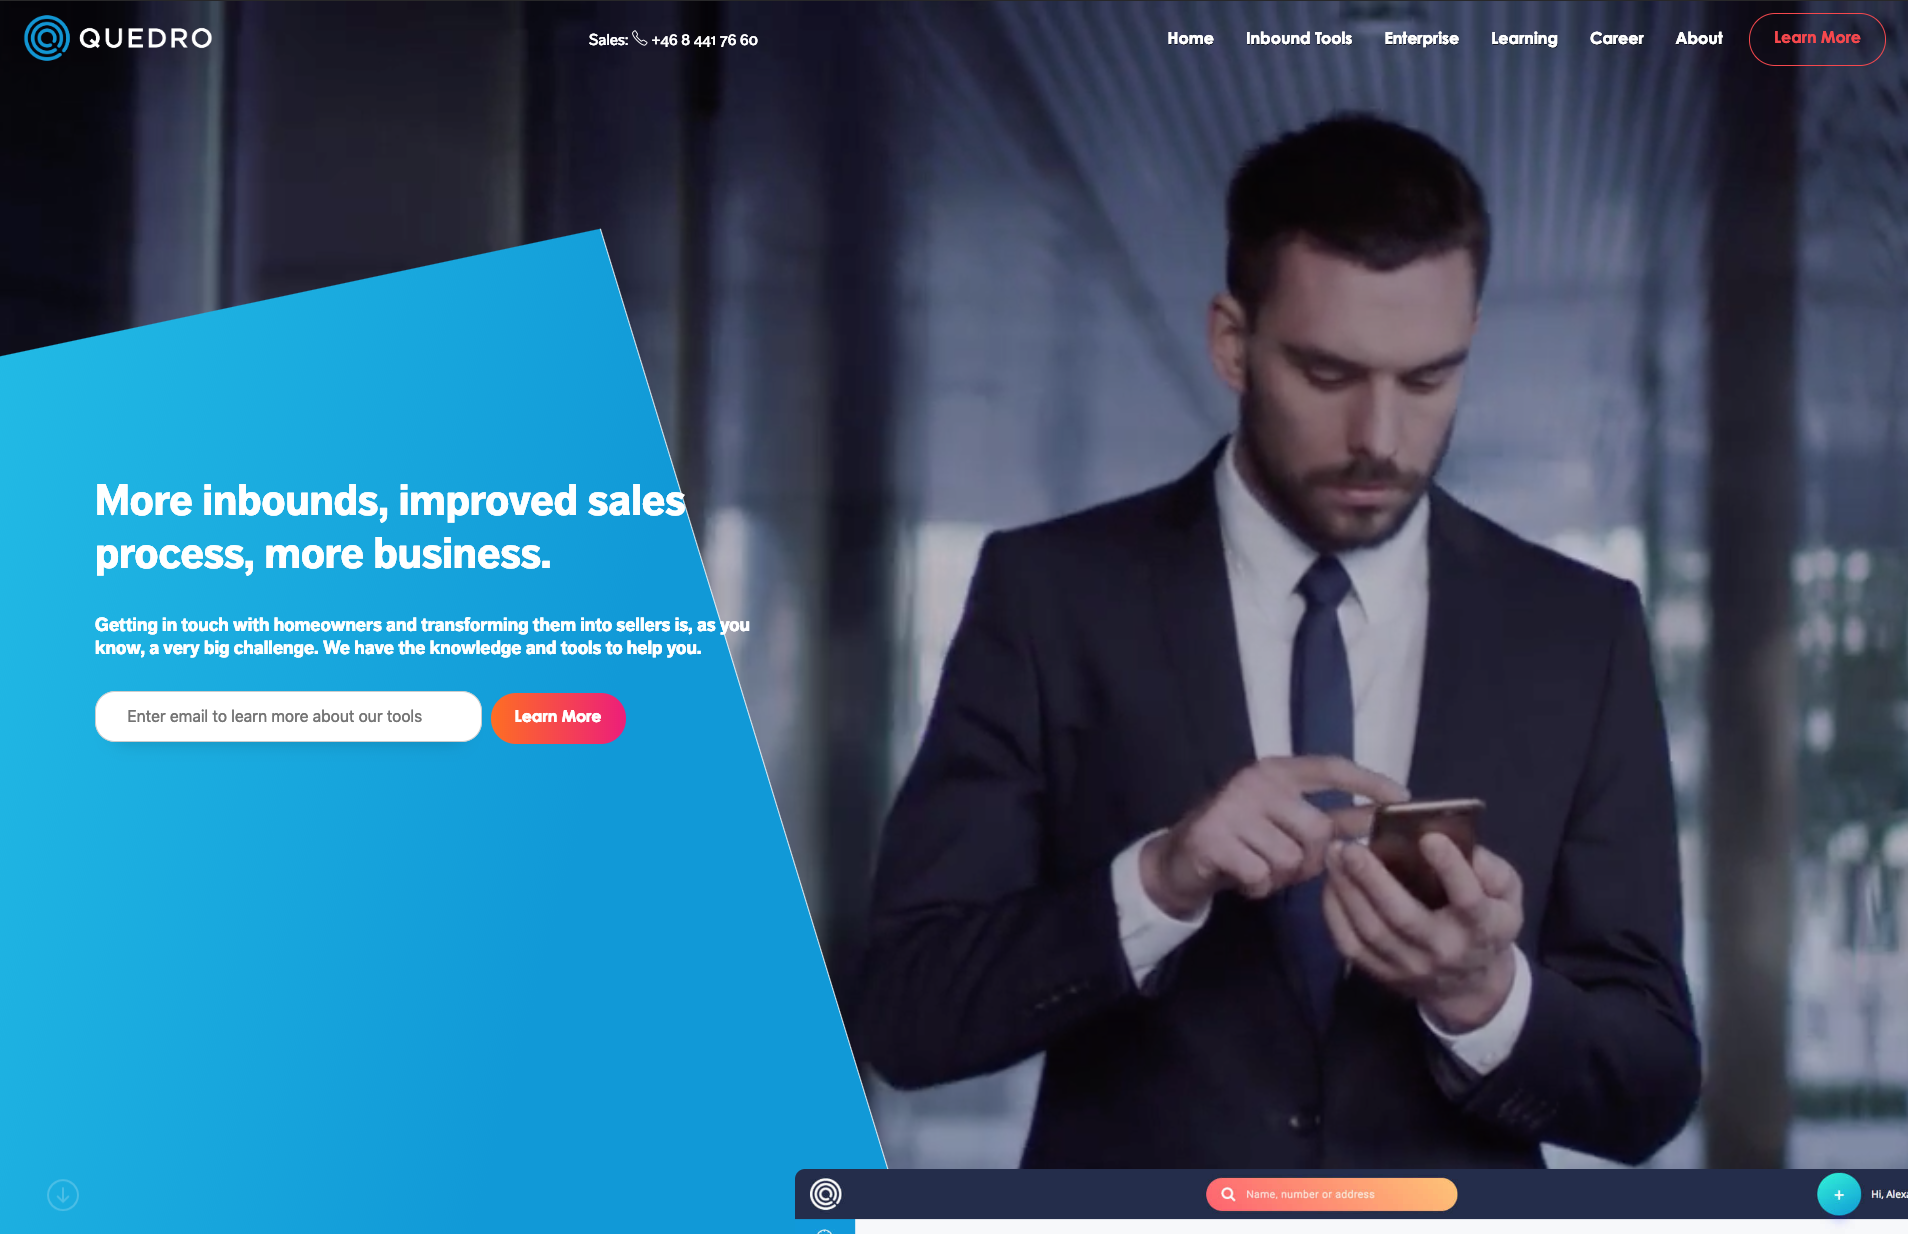 QUEDRO
Sales: +46 8 441 76 60
Home
Inbound Tools
Enterprise
Learning
Career
About
Learn More
More inbounds, improved sales
process, more business.
Getting in touch with homeowners and transforming them into sellers is, as you
know, a very big challenge. We have the knowledge and tools to help you.
Enter email to learn more about our tools
Learn More
Name, number or address
+
Hi, Alexa